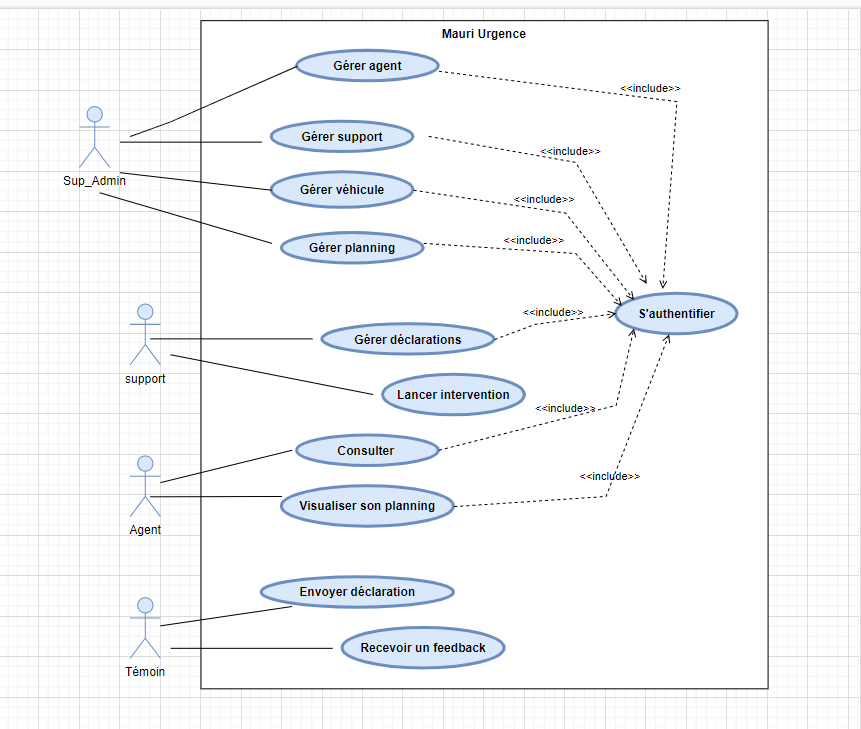 Mauri Urgence
Gérer agent
<<include>>
Gérer support
<<include>>
Sup_Admin
Gérer véhicule
<<include>>
Gérer planning
<<include>>
S'authentifier
Gérer déclarations
<<include>>
support
Lancer intervention
<<include>>
Consulter
<<include>>
Visualiser son planning
Agent
Envoyer déclaration
Recevoir un feedback
Témoin